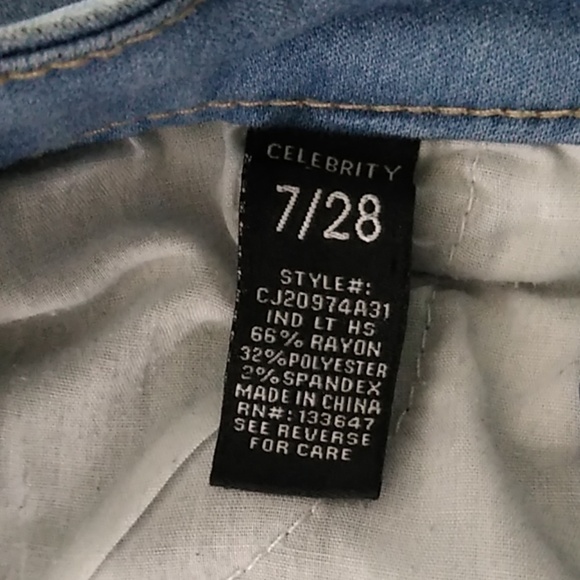 CELEBRITY
7/28
STYLE#:
CJ20974A31
IND LT HS
66% RAYON
32%POLYESTER
2%SPANDEX
MADE IN CHINA
RN#:133647
SEE REVERSE
FOR CARE